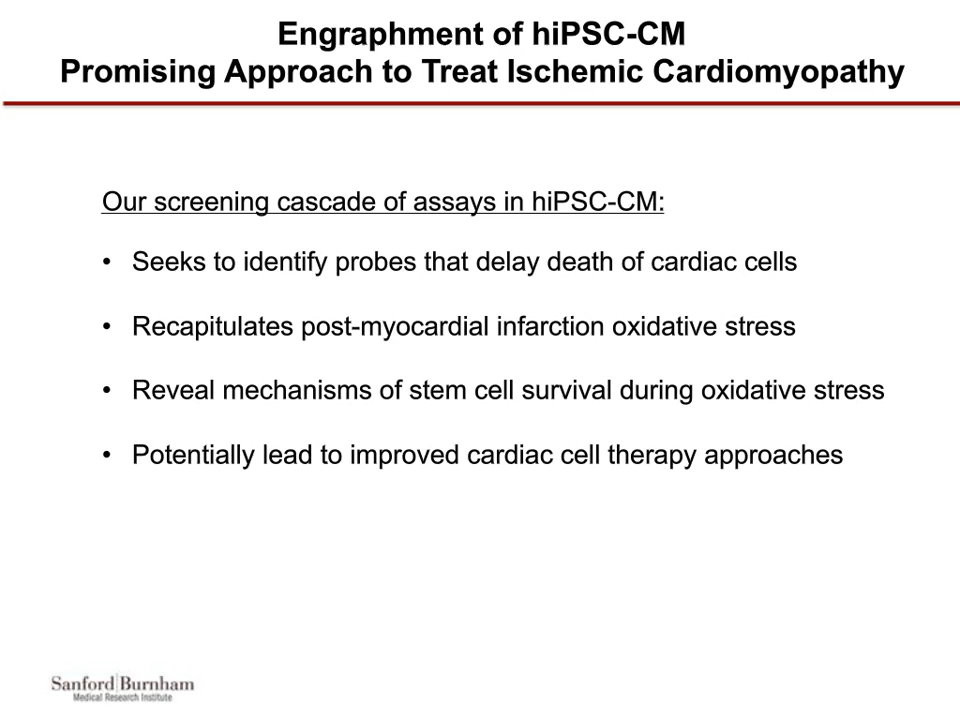 Engraphment of hiPSC-CM
Promising Approach to Treat Ischemic Cardiomyopathy
Our screening cascade of assays in hiPSC-CM:
• Seeks to identify probes that delay death of cardiac cells
• Recapitulates post-myocardial infarction oxidative stress
• Reveal mechanisms of stem cell survival during oxidative stress
• Potentially lead to improved cardiac cell therapy approaches
Sanford|Burnham
Medical Research Institute